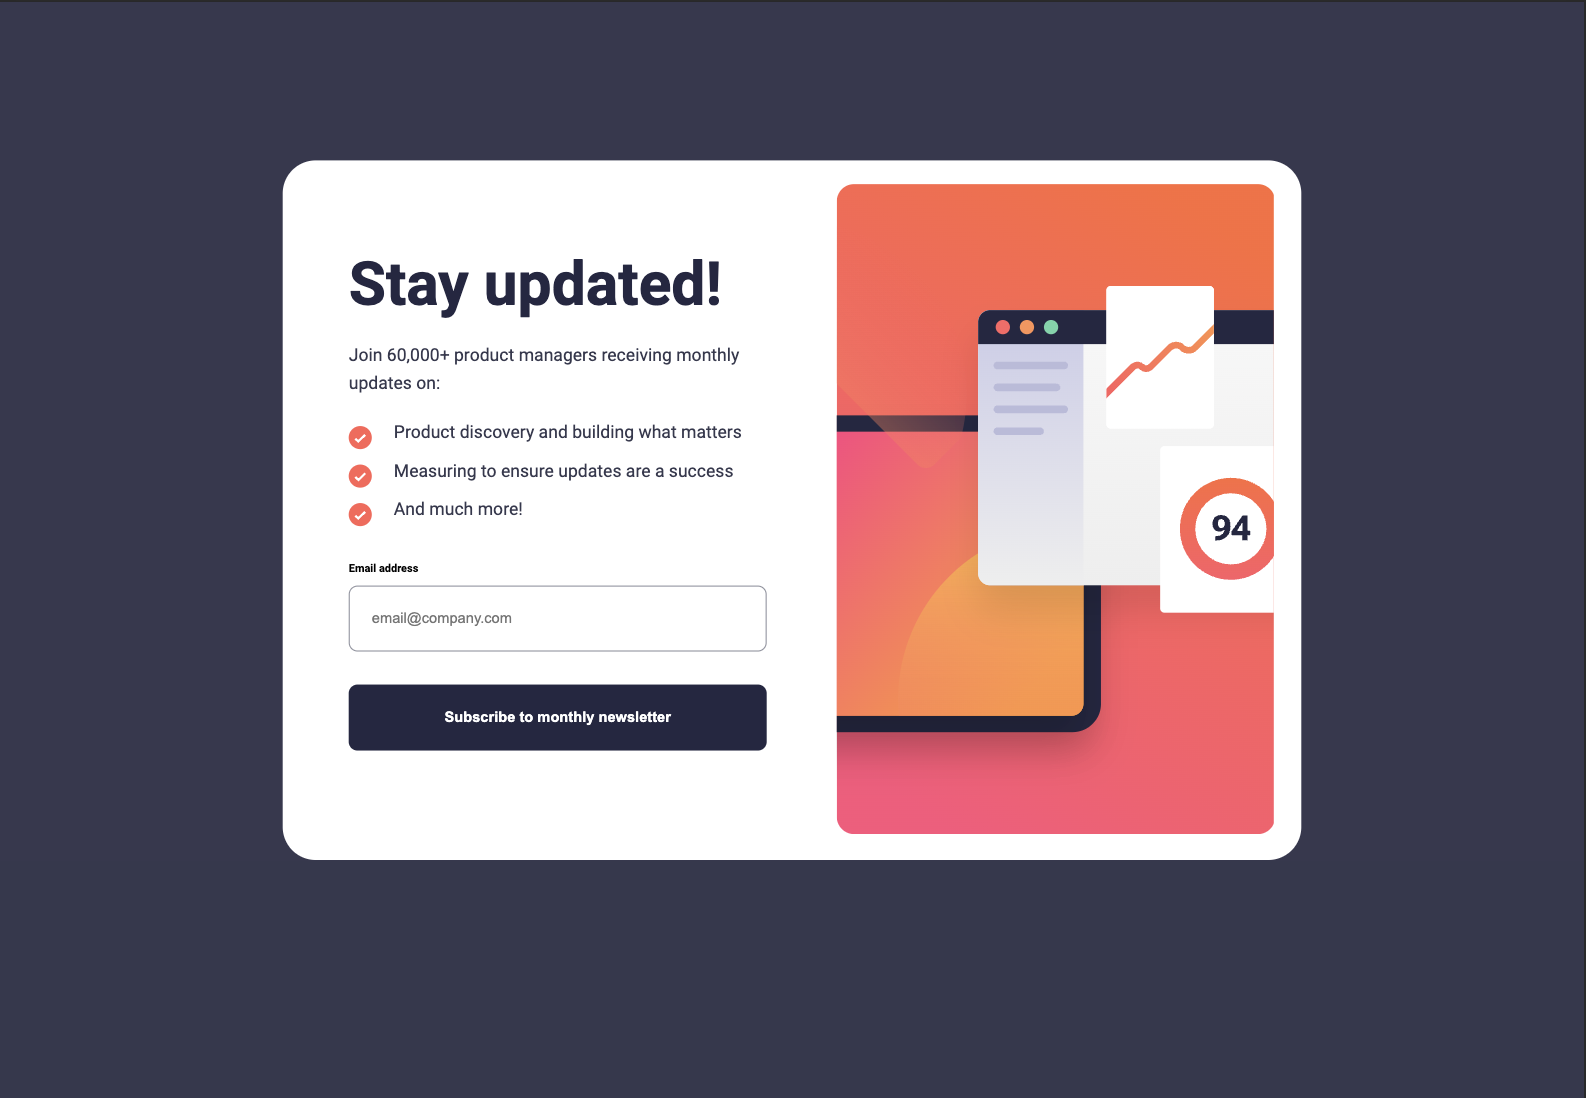 Stay updated!
Join 60,000+ product managers receiving monthly
updates on:
Product discovery and building what matters
Measuring to ensure updates are a success
And much more!
Email address
email@company.com
Subscribe to monthly newsletter
94